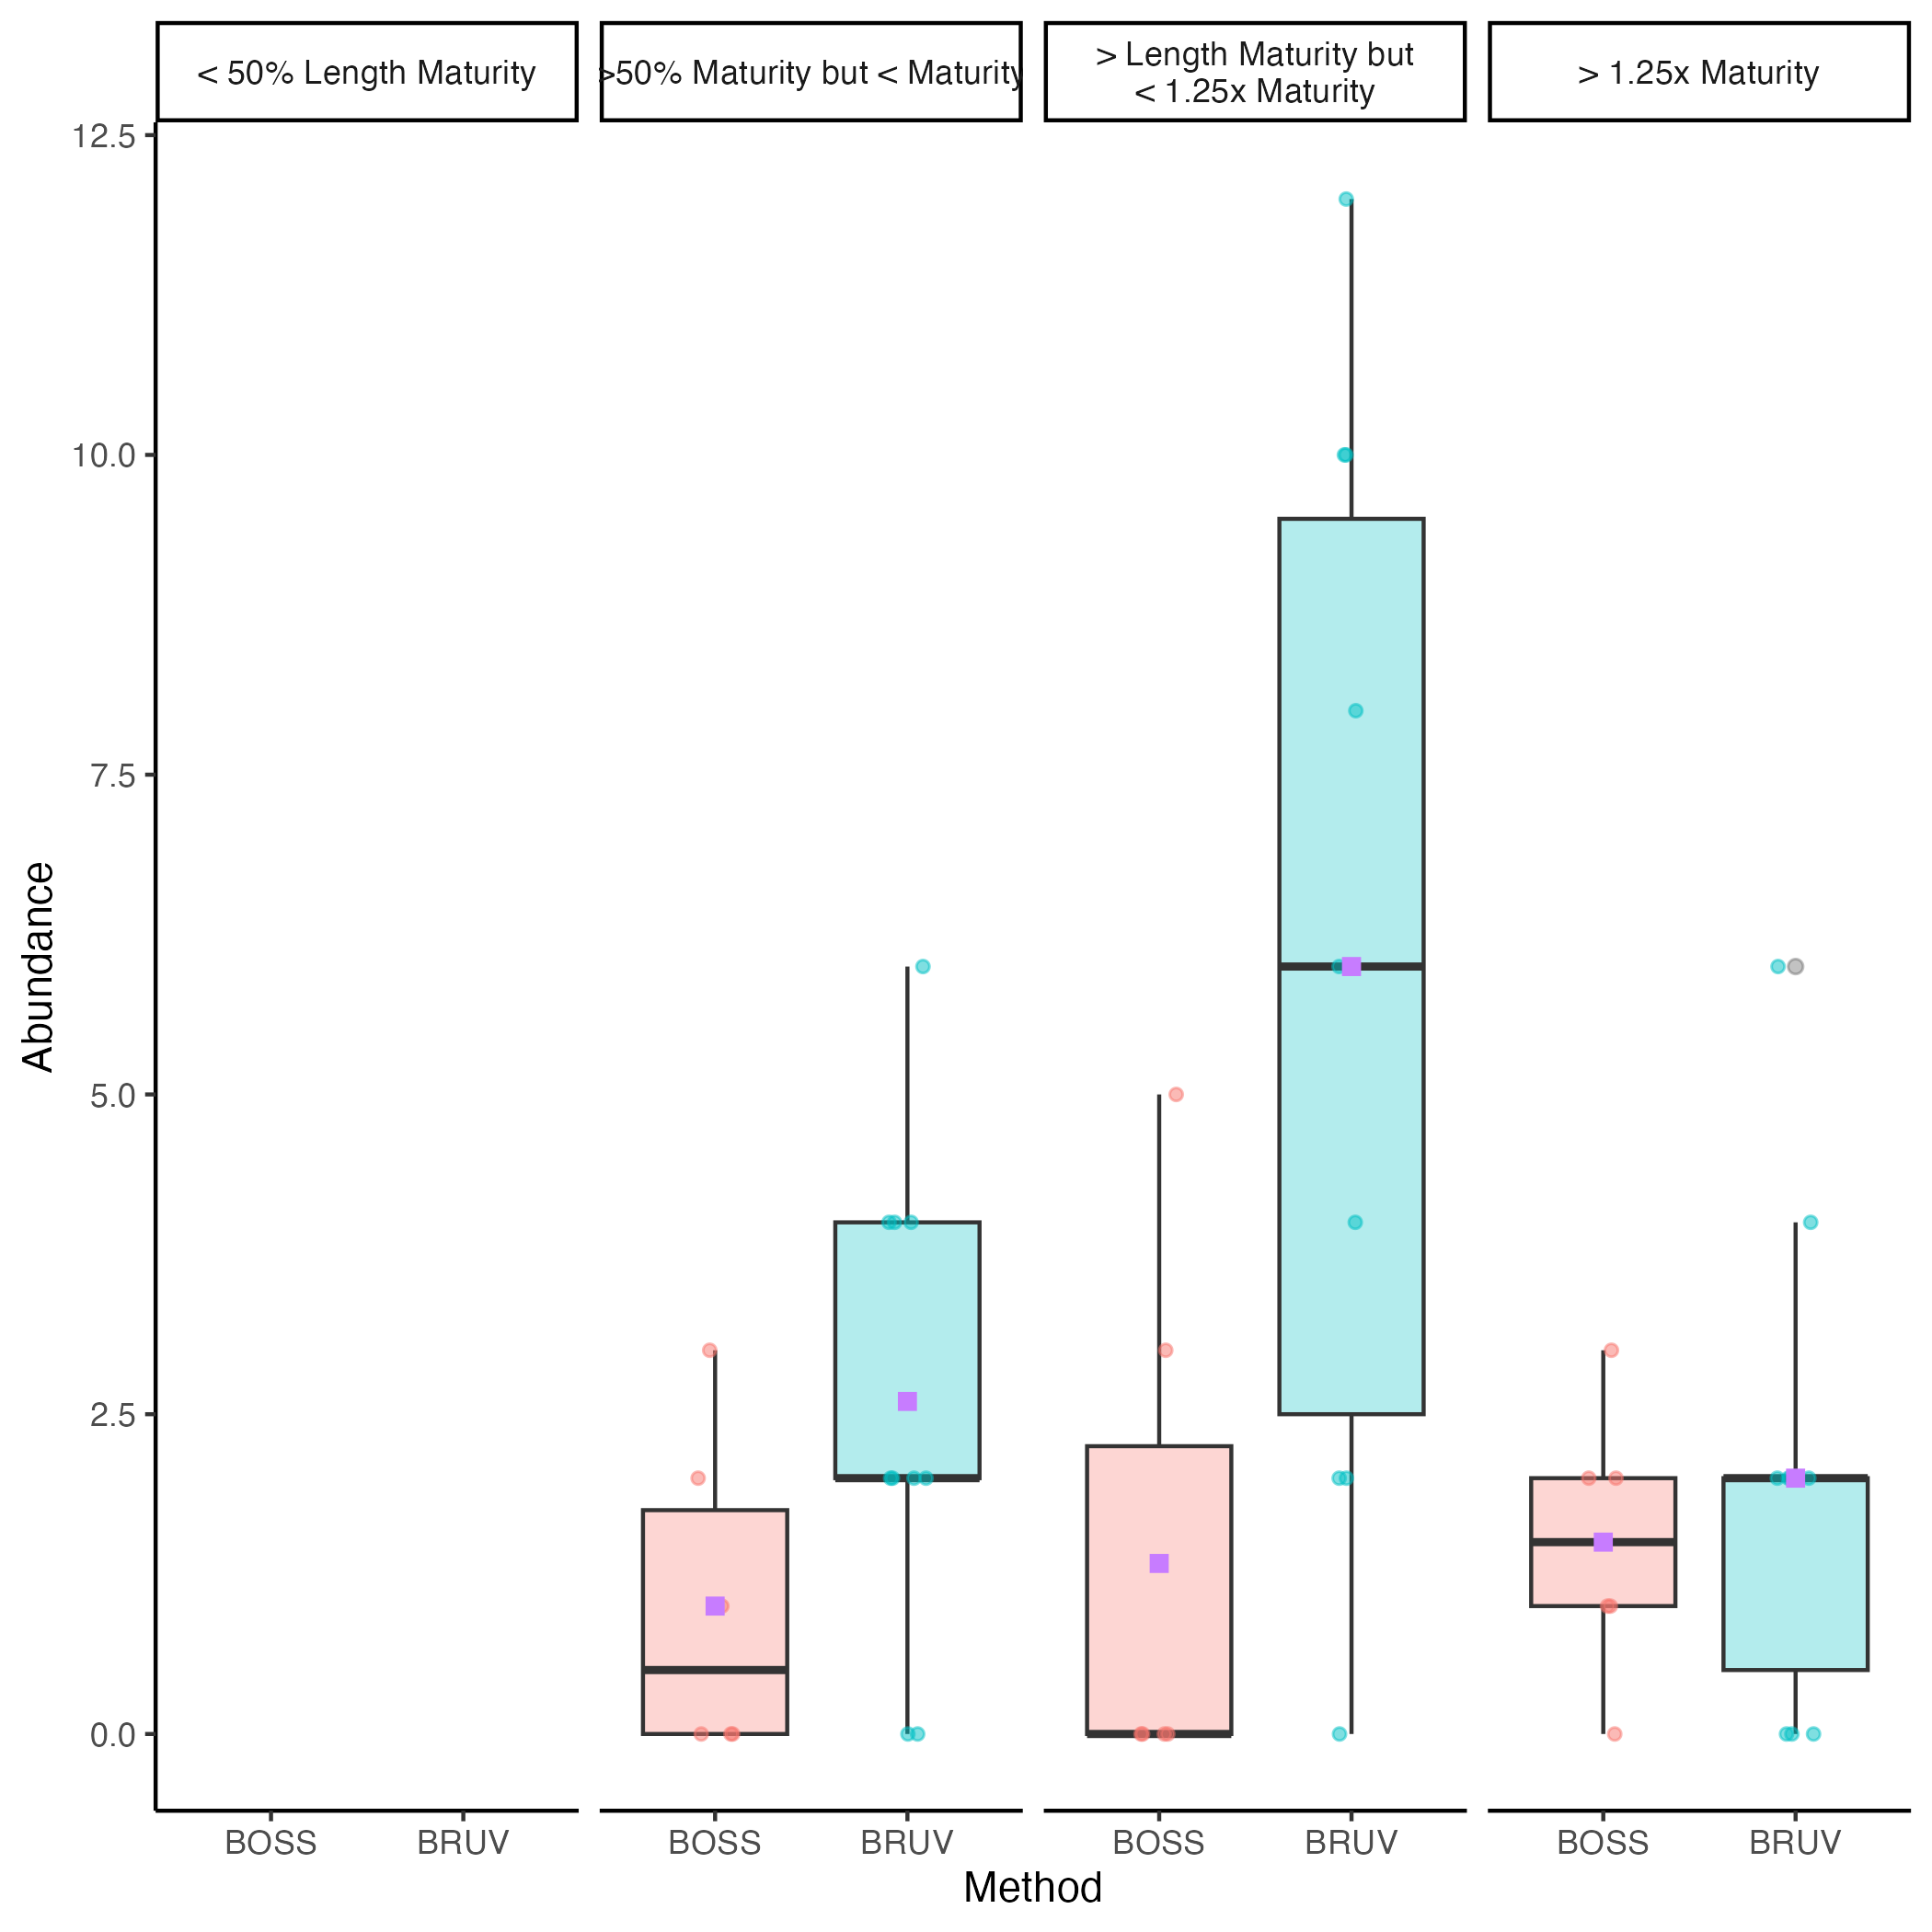 < 50% Length Maturity
>50% Maturity but < Maturity
> Length Maturity but
< 1.25x Maturity
> 1.25x Maturity
12.5
10.0
7.5
5.0
2.5
0.0
Abundance
BOSS
BRUV
BOSS
BRUV
BOSS
BRUV
BOSS
BRUV
Method